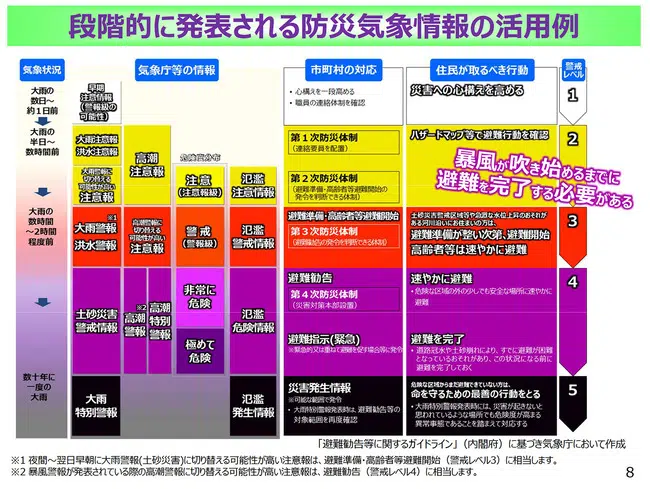 段階的に発表される防災気象情報の活用例
気象状況
気象庁等の情報
市町村の対応
住民が取るべき行動
警戒
レベル
大雨の
数日~
約1日前
早期
注意情報
(警報級の
可能性)
・心構えを一段高める
・職員の連絡体制を確認
災害への心構えを高める
1
大雨の
半日~
数時間前
大雨注意報
洪水注意報
大雨警報に
切り替える
可能性が高い
注意報
高潮
注意報
危険度分布
注意
(注意報級)
氾濫
注意情報
第1次防災体制
(連絡要員を配置)
第2次防災体制
(避難準備・高齢者等避難開始の
発令を判断できる体制)
ハザードマップ等で避難行動を確認
2
暴風が吹き始めるまでに
避難を完了する必要がある
大雨の
数時間
~2時間
程度前
※1
大雨警報
洪水警報
高潮警報に
切り替える
可能性が高い
注意報
警戒
(警報級)
氾濫
警戒情報
避難準備・高齢者等避難開始
第3次防災体制
(避難勧告の発令を判断できる体制)
土砂災害警戒区域等や急激な水位上昇のおそれ
がある河川沿いにお住まいの方は、
避難準備が整い次第、避難開始
高齢者等は速やかに避難
3
土砂災害
警戒情報
※2
高潮
警報
高潮
特別
警報
非常に
危険
極めて
危険
氾濫
危険情報
避難勧告
第4次防災体制
(災害対策本部設置)
避難指示(緊急)
※緊急的又は重ねて避難を促す場合等に発令
速やかに避難
・危険な区域の外の少しでも安全な場所に速やかに
避難
避難を完了
・道路冠水や土砂崩れにより、すでに避難が困難
となっているおそれがあり、この状況になる前に
避難を完了しておく
4
数十年に
一度の
大雨
大雨
特別警報
氾濫
発生情報
災害発生情報
※可能な範囲で発令
・大雨特別警報発表時は、避難勧告等の
対象範囲を再度確認
危険な区域からまだ避難できていない方は、
命を守るための最善の行動をとる
・大雨特別警報発表時には、災害が起きないと
思われているような場所でも危険度が高まる
異常事態であることを踏まえて対応する
5
「避難勧告等に関するガイドライン」(内閣府)に基づき気象庁において作成
※1 夜間~翌日早朝に大雨警報(土砂災害)に切り替える可能性が高い注意報は、避難準備・高齢者等避難開始(警戒レベル3)に相当します。
※2 暴風警報が発表されている際の高潮警報に切り替える可能性が高い注意報は、避難勧告(警戒レベル4)に相当します。
8